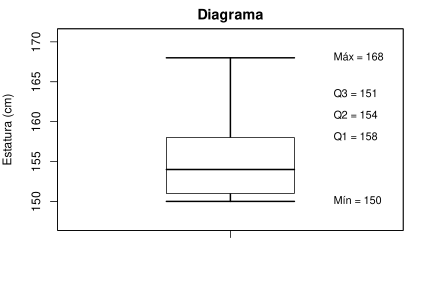 Diagrama
Estatura (cm)
170
165
160
155
150
Máx = 168
Q3 = 151
Q2 = 154
Q1 = 158
Mín = 150